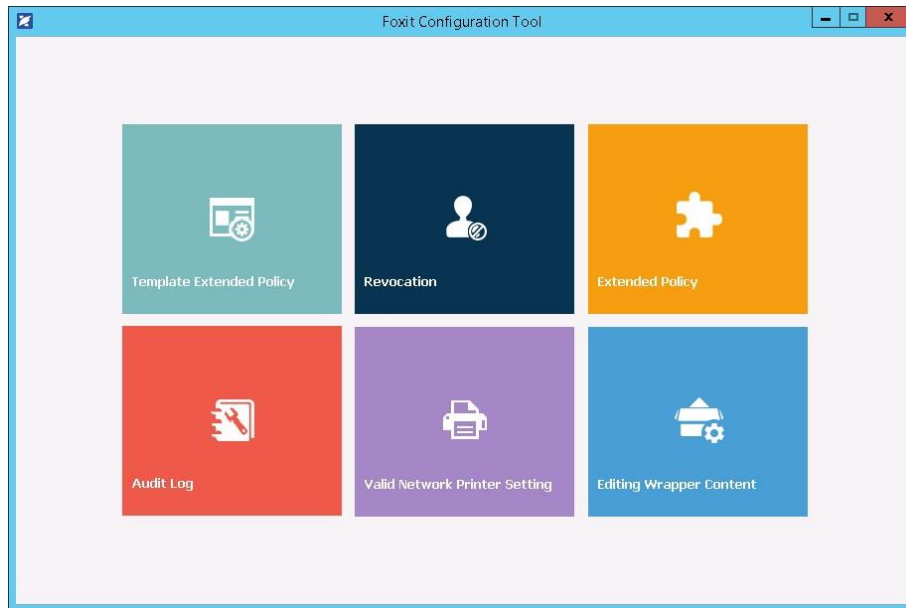 Foxit Configuration Tool
Template Extended Policy
Revocation
Extended Policy
Audit Log
Valid Network Printer Setting
Editing Wrapper Content